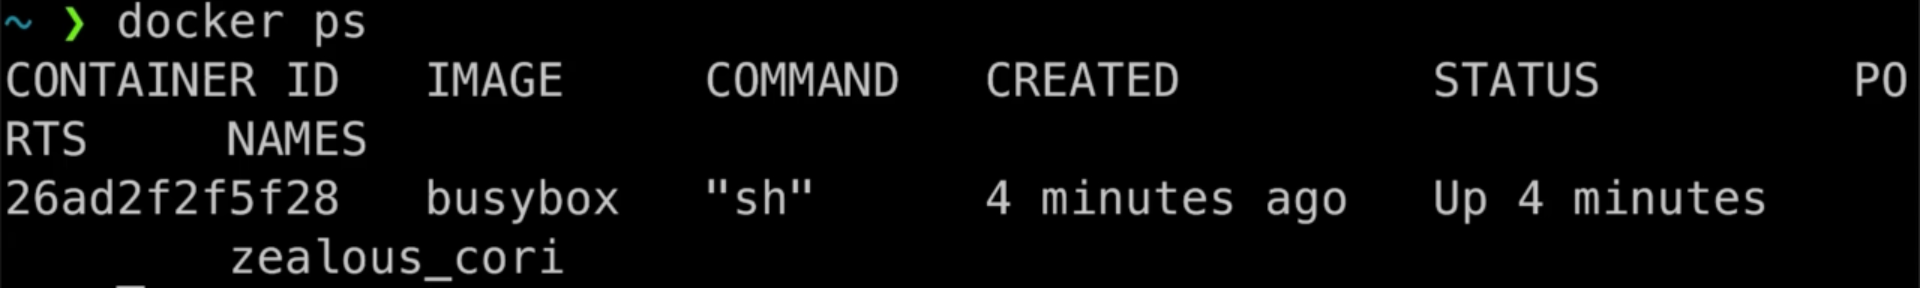 ~ ❯ docker ps
CONTAINER ID   IMAGE     COMMAND   CREATED         STATUS         PO
RTS     NAMES
26ad2f2f5f28   busybox   "sh"      4 minutes ago   Up 4 minutes
        zealous_cori